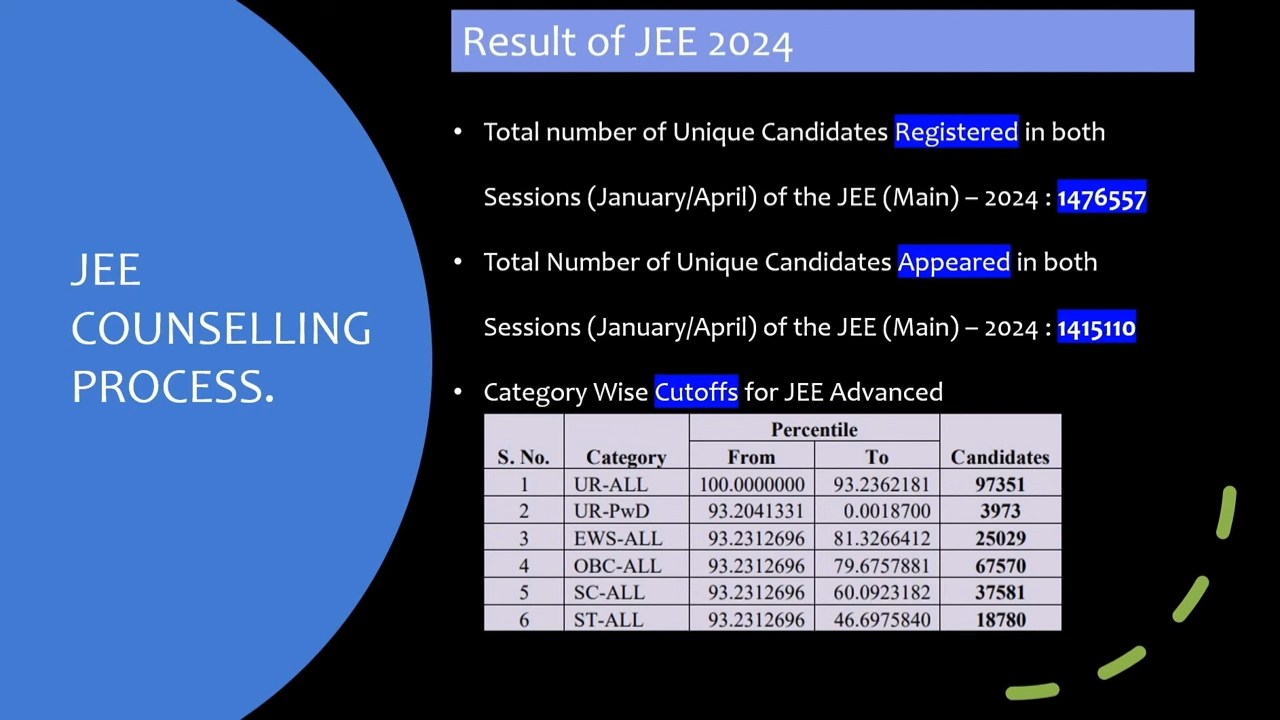 JEE
COUNSELLING
PROCESS.
Result of JEE 2024
• Total number of Unique Candidates Registered in both
Sessions (January/April) of the JEE (Main) – 2024 : 1476557
• Total Number of Unique Candidates Appeared in both
Sessions (January/April) of the JEE (Main) – 2024 : 1415110
• Category Wise Cutoffs for JEE Advanced
Percentile
S. No. Category From To Candidates
1 UR-ALL 100.0000000 93.2362181 97351
2 UR-PwD 93.2041331 0.0018700 3973
3 EWS-ALL 93.2312696 81.3266412 25029
4 OBC-ALL 93.2312696 79.6757881 67570
5 SC-ALL 93.2312696 60.0923182 37581
6 ST-ALL 93.2312696 46.6975840 18780